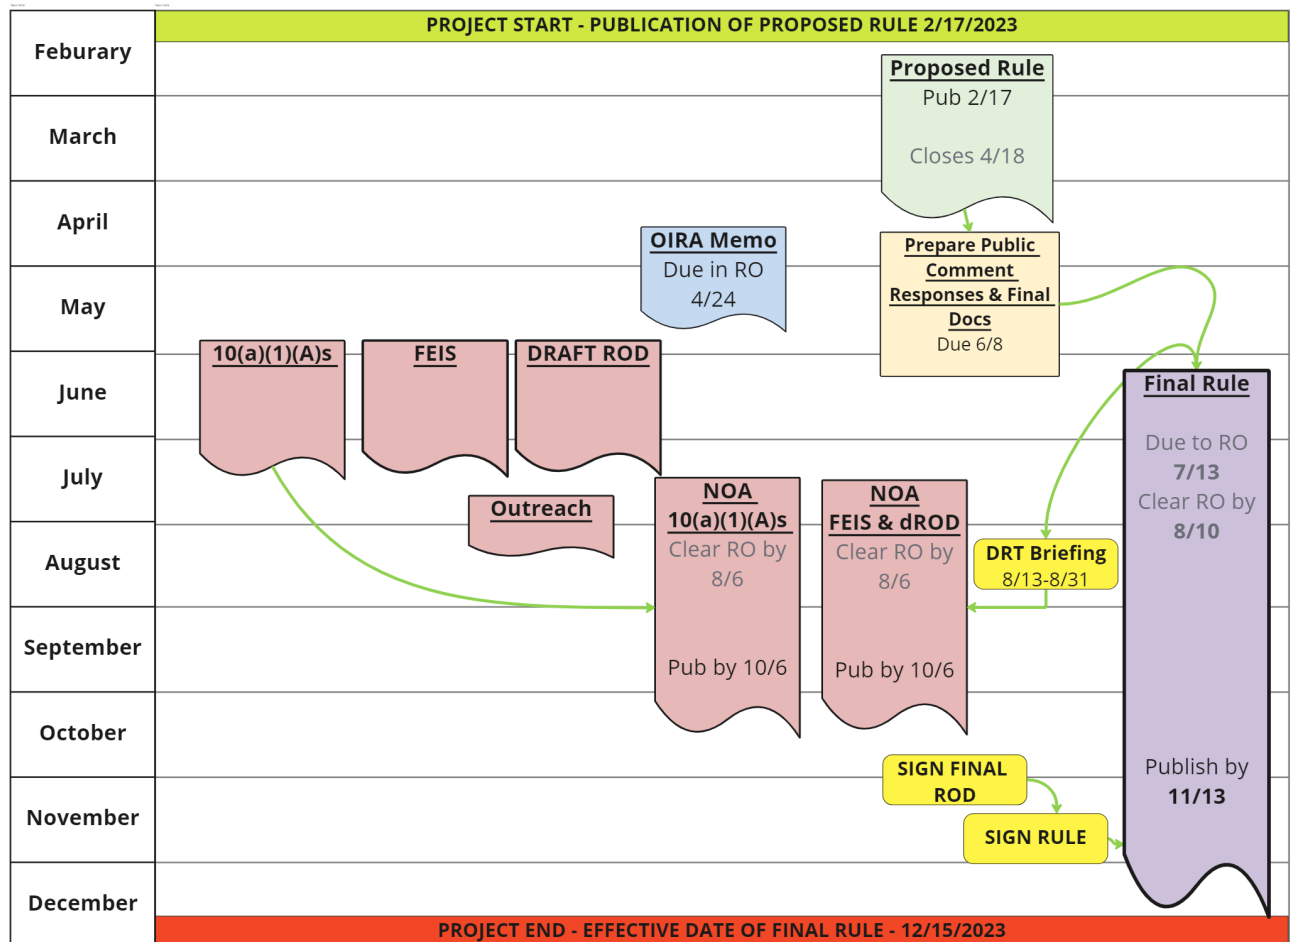 PROJECT START - PUBLICATION OF PROPOSED RULE 2/17/2023
Feburary
March
April
May
June
July
August
September
October
November
December
Proposed Rule
Pub 2/17
Closes 4/18
OIRA Memo
Due in RO
4/24
Prepare Public
Comment
Responses & Final
Docs
Due 6/8
10(a)(1)(A)s
FEIS
DRAFT ROD
Final Rule
Due to RO
7/13
Clear RO by
8/10
Publish by
11/13
Outreach
NOA
10(a)(1)(A)s
Clear RO by
8/6
Pub by 10/6
NOA
FEIS & dROD
Clear RO by
8/6
Pub by 10/6
DRT Briefing
8/13-8/31
SIGN FINAL
ROD
SIGN RULE
PROJECT END - EFFECTIVE DATE OF FINAL RULE - 12/15/2023